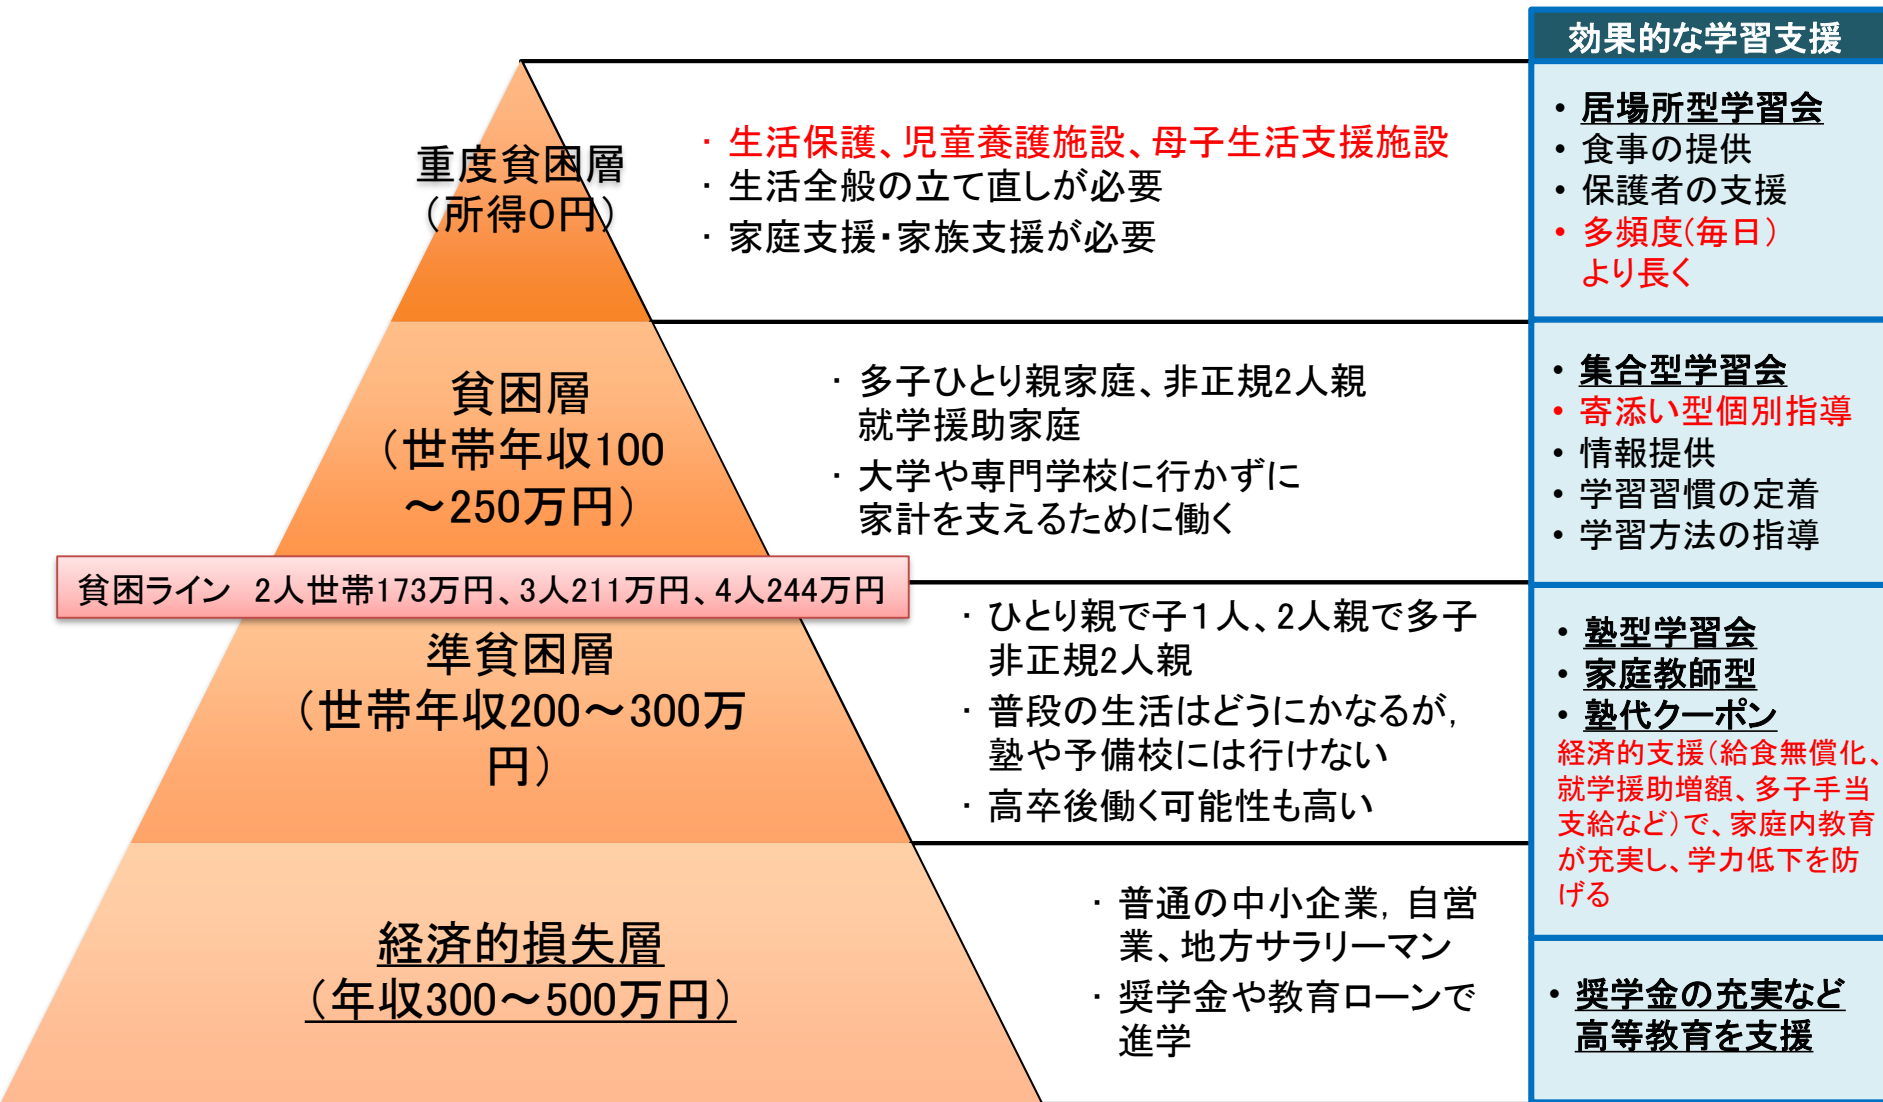 効果的な学習支援
重度貧困層
（所得０円）
・生活保護、児童養護施設、母子生活支援施設
・生活全般の立て直しが必要
・家庭支援・家族支援が必要
・居場所型学習会
・食事の提供
・保護者の支援
・多頻度(毎日）
より長く
貧困層
（世帯年収100
～250万円）
・多子ひとり親家庭、非正規2人親
就学援助家庭
・大学や専門学校に行かずに
家計を支えるために働く
・集合型学習会
・寄添い型個別指導
・情報提供
・学習習慣の定着
・学習方法の指導
貧困ライン　2人世帯173万円、3人211万円、4人244万円
準貧困層
（世帯年収200～300万
円）
・ひとり親で子１人、2人親で多子
非正規2人親
・普段の生活はどうにかなるが,
塾や予備校には行けない
・高卒後働く可能性も高い
・塾型学習会
・家庭教師型
・塾代クーポン
経済的支援（給食無償化、
就学援助増額、多子手当
支給など）で、家庭内教育
が充実し、学力低下を防
げる
経済的損失層
（年収300～500万円）
・普通の中小企業, 自営
業、地方サラリーマン
・奨学金や教育ローンで
進学
・奨学金の充実など
高等教育を支援